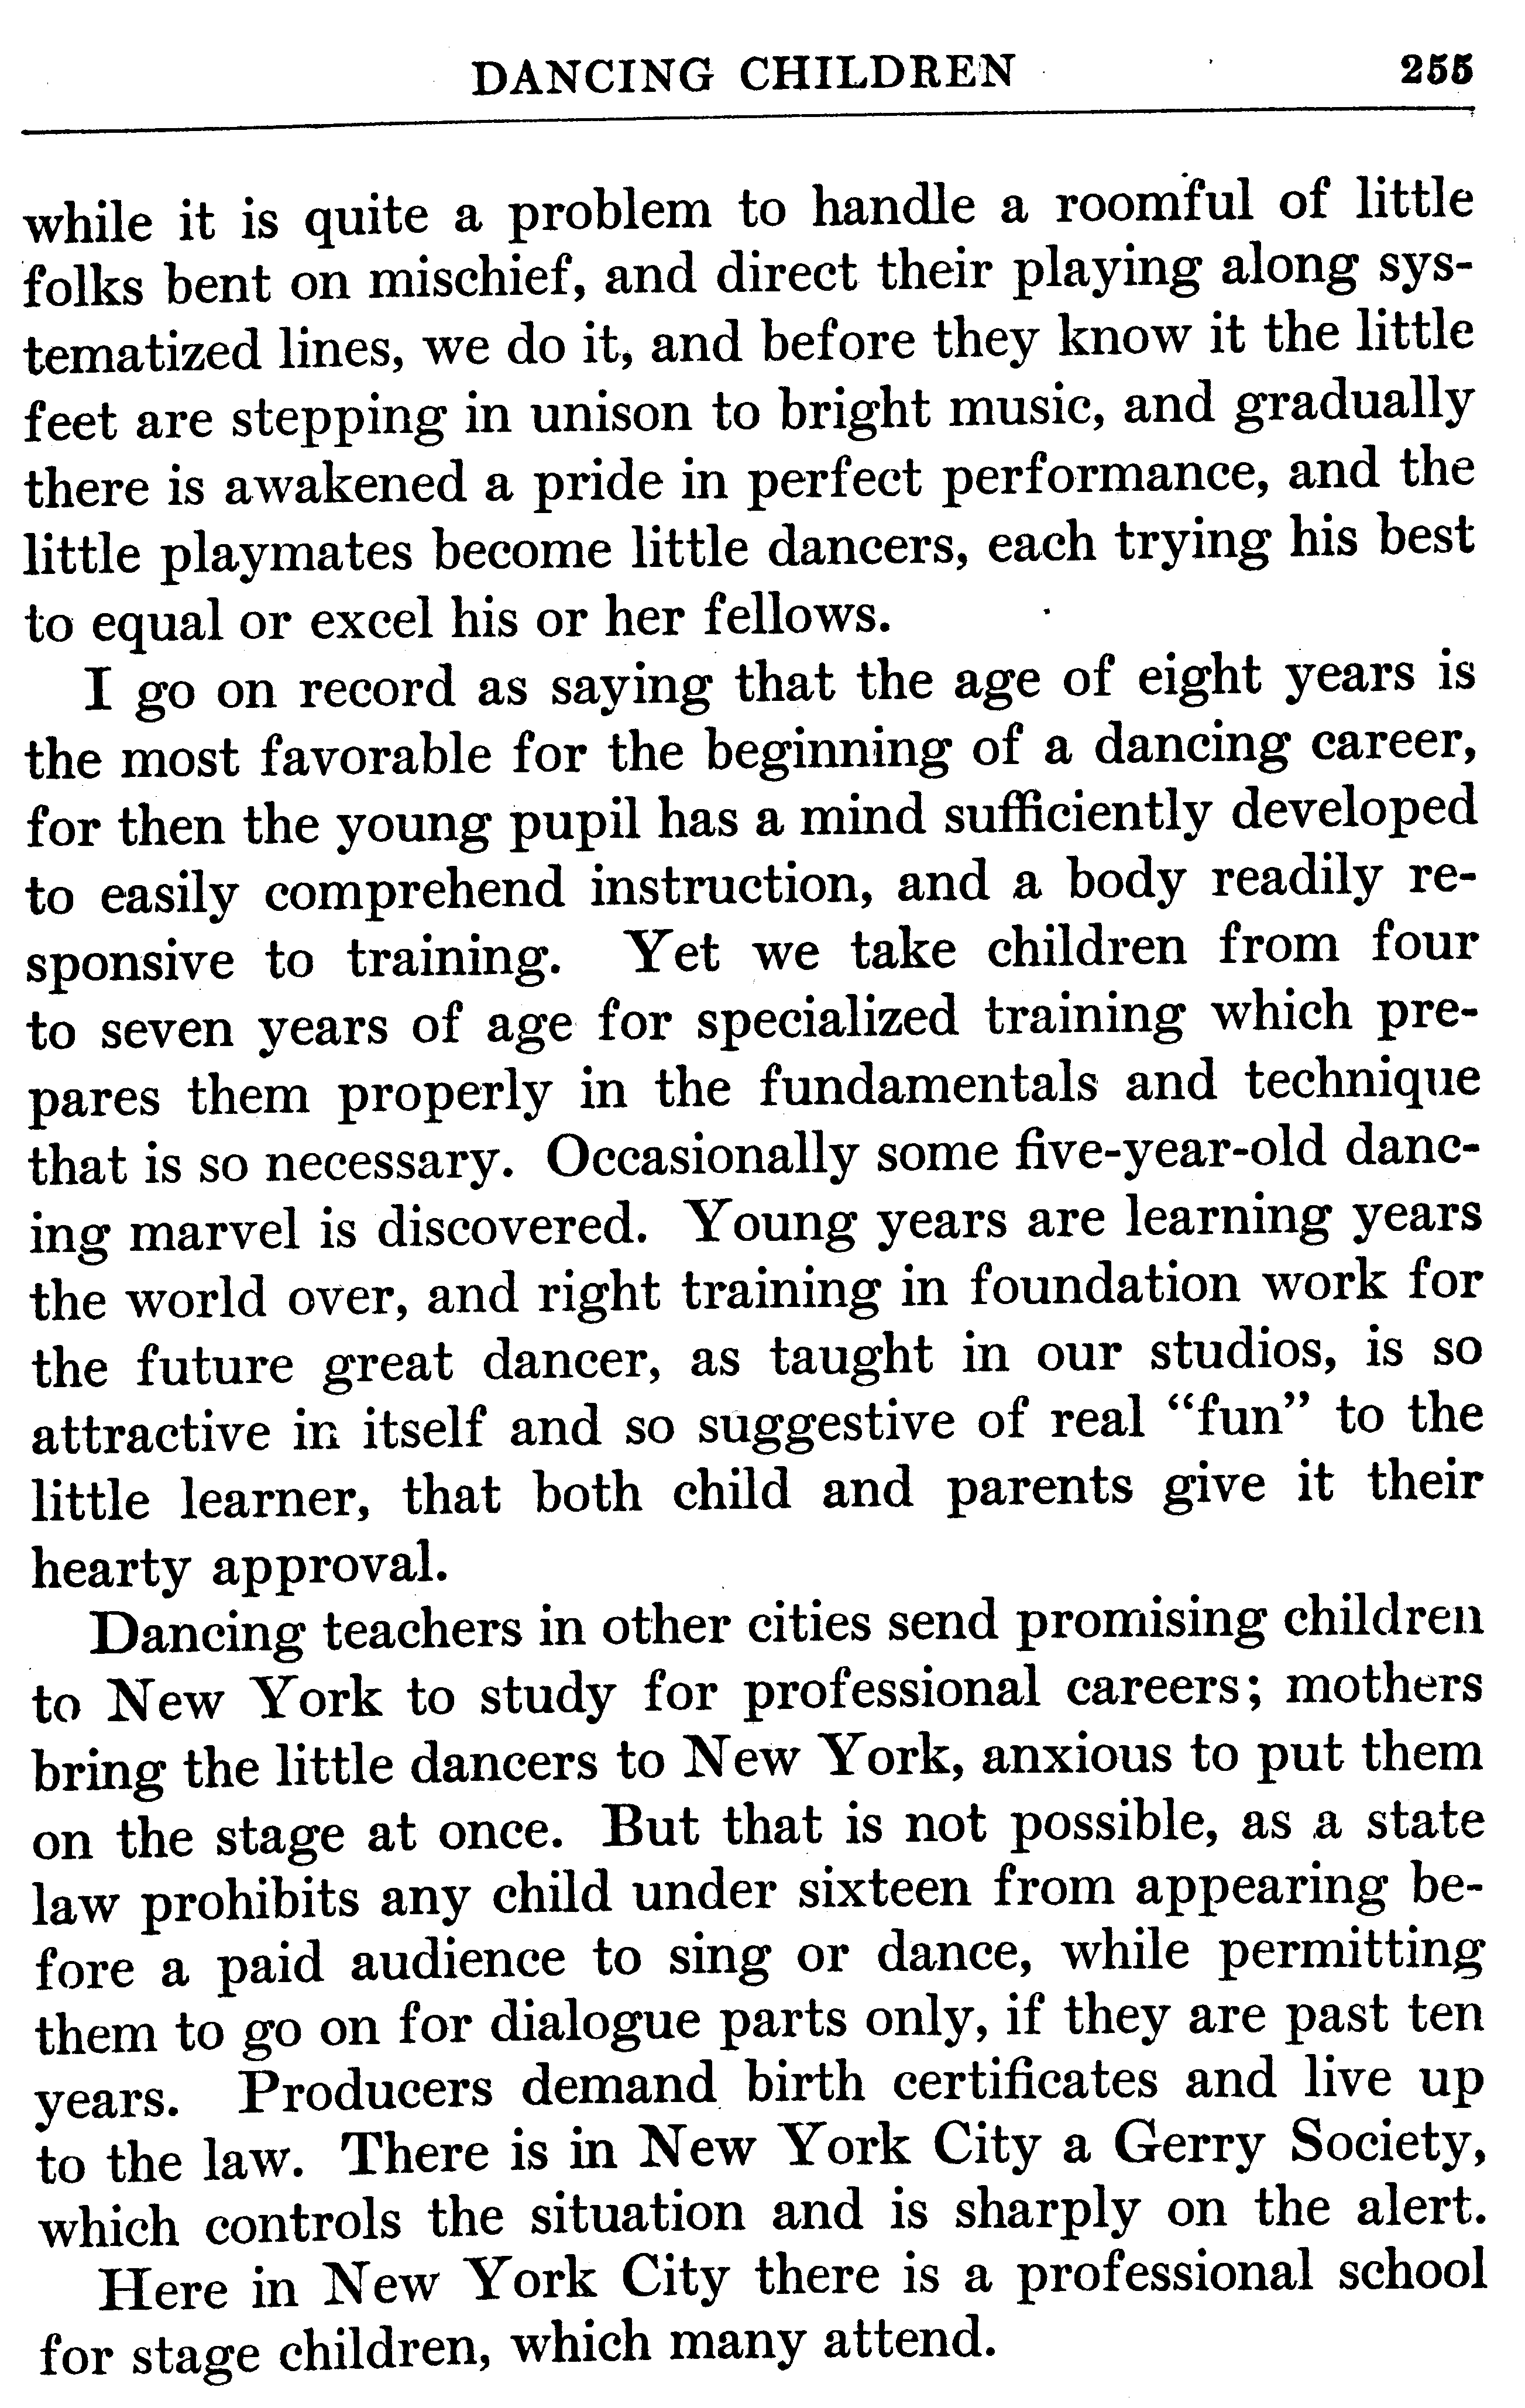 DANCING CHILDREN 255
while it is quite a problem to handle a roomful of little
folks bent on mischief, and direct their playing along sys-
tematized lines, we do it, and before they know it the little
feet are stepping in unison to bright music, and gradually
there is awakened a pride in perfect performance, and the
little playmates become little dancers, each trying his best
to equal or excel his or her fellows.
I go on record as saying that the age of eight years is
the most favorable for the beginning of a dancing career,
for then the young pupil has a mind sufficiently developed
to easily comprehend instruction, and a body readily re-
sponsive to training. Yet we take children from four
to seven years of age for specialized training which pre-
pares them properly in the fundamentals and technique
that is so necessary. Occasionally some five-year-old danc-
ing marvel is discovered. Young years are learning years
the world over, and right training in foundation work for
the future great dancer, as taught in our studios, is so
attractive in itself and so suggestive of real “fun” to the
little learner, that both child and parents give it their
hearty approval.
Dancing teachers in other cities send promising children
to New York to study for professional careers; mothers
bring the little dancers to New York, anxious to put them
on the stage at once. But that is not possible, as a state
law prohibits any child under sixteen from appearing be-
fore a paid audience to sing or dance, while permitting
them to go on for dialogue parts only, if they are past ten
years. Producers demand birth certificates and live up
to the law. There is in New York City a Gerry Society,
which controls the situation and is sharply on the alert.
Here in New York City there is a professional school
for stage children, which many attend.